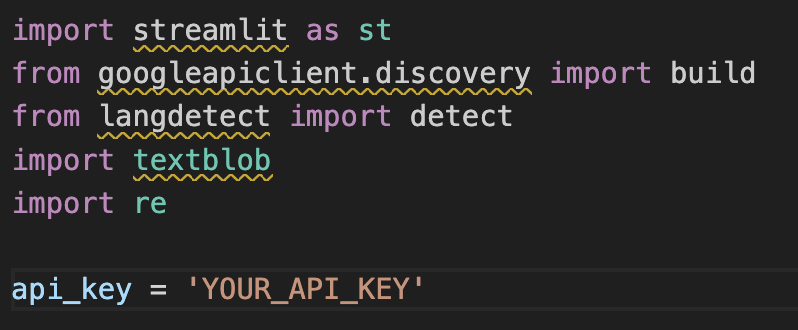 import streamlit as st
from googleapiclient.discovery import build
from langdetect import detect
import textblob
import re
api_key = 'YOUR_API_KEY'